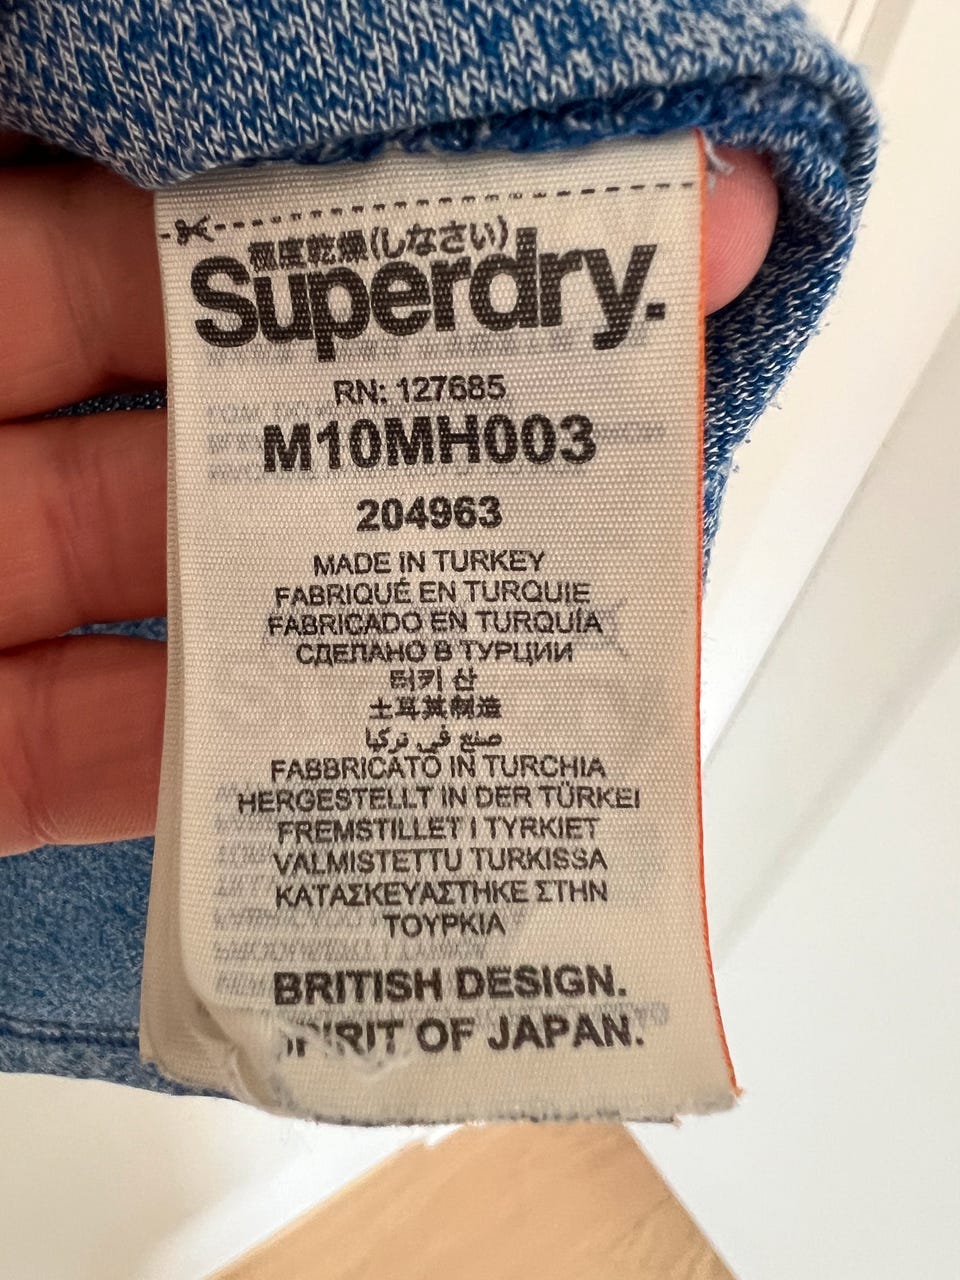 極度乾燥(しなさい)
Superdry.
RN: 127685
M10MH003
204963
MADE IN TURKEY
FABRIQUÉ EN TURQUIE
FABRICADO EN TURQUÍA
СДЕЛАНО В ТУРЦИИ
터키 산
土耳其制造
صنع في تركيا
FABBRICATO IN TURCHIA
HERGESTELLT IN DER TÜRKEI
FREMSTILLET I TYRKIET
VALMISTETTU TURKISSA
ΚΑΤΑΣΚΕΥΑΣΤΗΚΕ ΣΤΗΝ
ΤΟΥΡΚΙΑ
BRITISH DESIGN.
SPIRIT OF JAPAN.